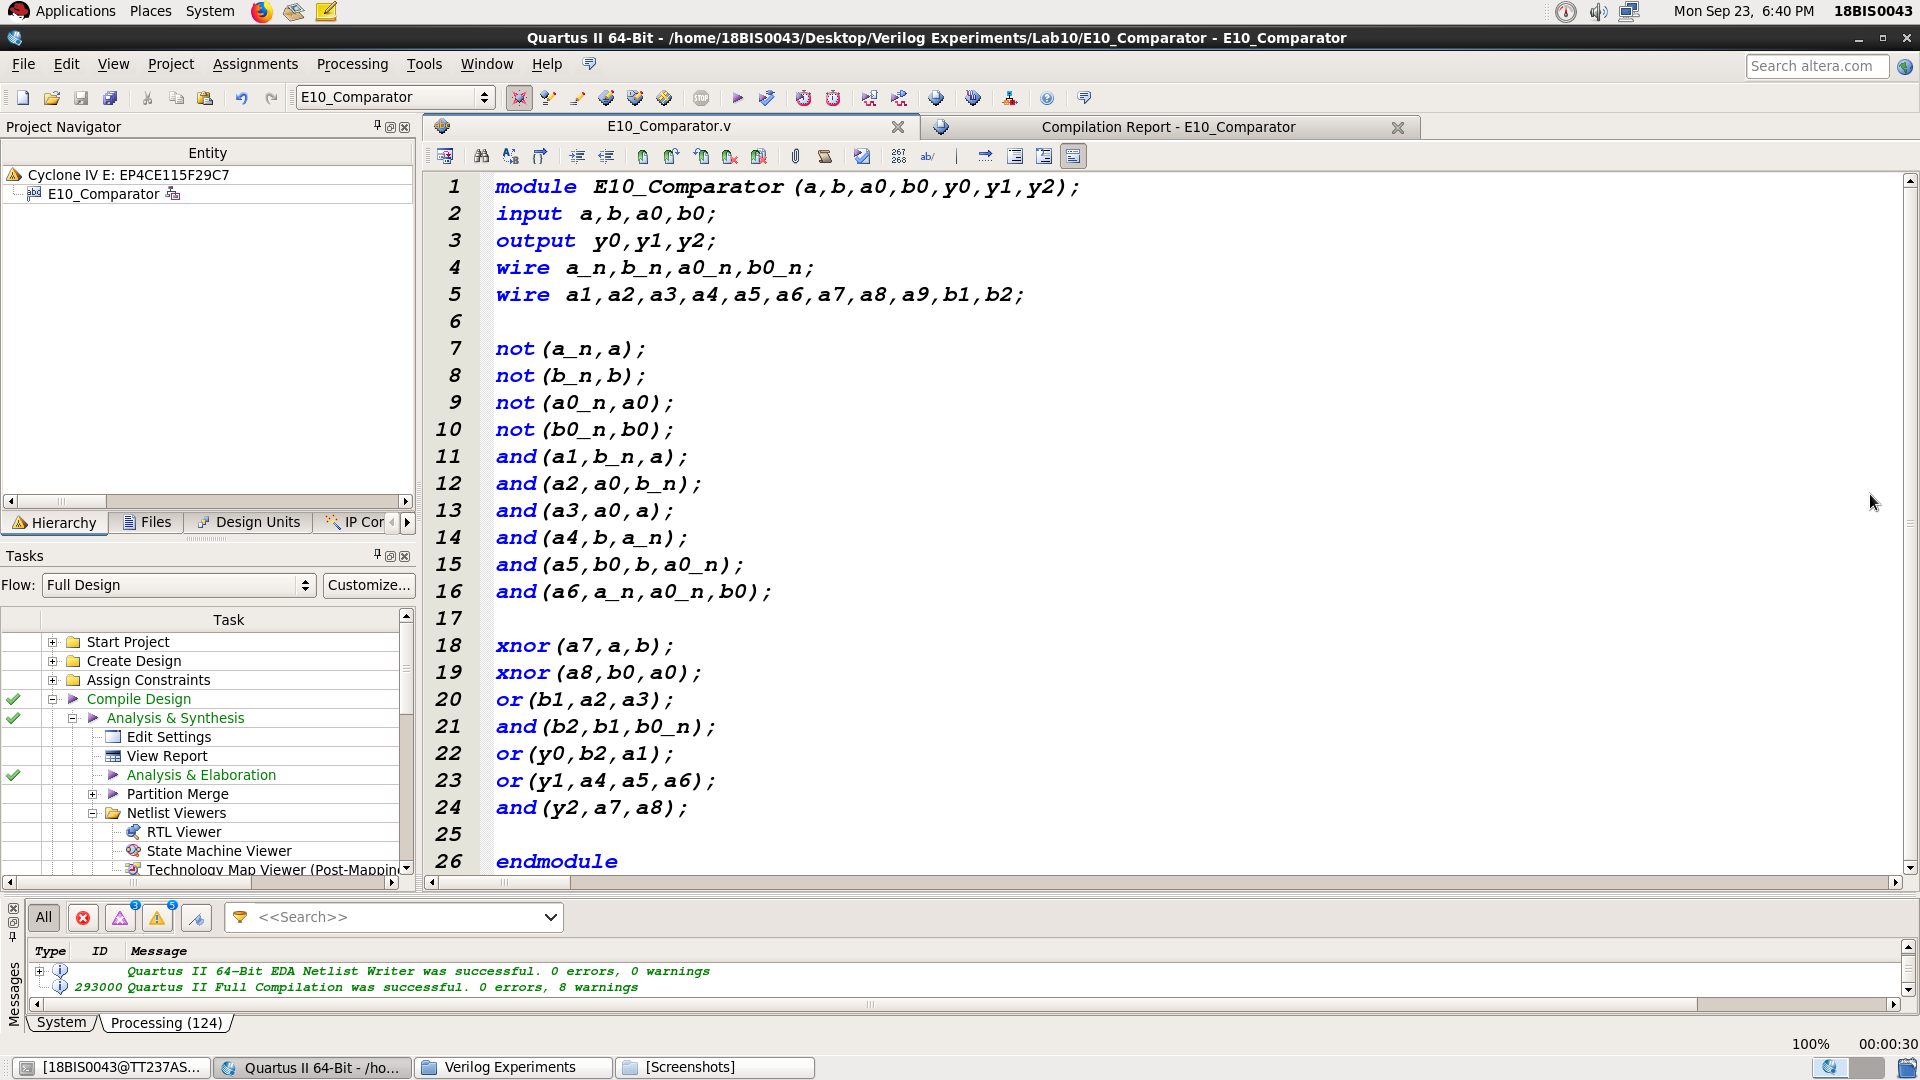 Applications Places System Mon Sep 23, 6:40 PM 18BIS0043
Quartus II 64-Bit - /home/18BIS0043/Desktop/Verilog Experiments/Lab10/E10_Comparator - E10_Comparator
File Edit View Project Assignments Processing Tools Window Help Search altera.com
E10_Comparator STOP
Project Navigator
Entity
Cyclone IV E: EP4CE115F29C7
abc E10_Comparator
Hierarchy Files Design Units IP Cor
Tasks
Flow: Full Design Customize...
Task
Start Project
Create Design
Assign Constraints
Compile Design
Analysis & Synthesis
Edit Settings
View Report
Analysis & Elaboration
Partition Merge
Netlist Viewers
RTL Viewer
State Machine Viewer
Technology Map Viewer (Post-Mapping
E10_Comparator.v Compilation Report - E10_Comparator
267 268 ab/
1 module E10_Comparator (a,b,a0,b0,y0,y1,y2);
2 input a,b,a0,b0;
3 output y0,y1,y2;
4 wire a_n,b_n,a0_n,b0_n;
5 wire a1,a2,a3,a4,a5,a6,a7,a8,a9,b1,b2;
6
7 not(a_n,a);
8 not(b_n,b);
9 not(a0_n,a0);
10 not(b0_n,b0);
11 and(a1,b_n,a);
12 and(a2,a0,b_n);
13 and(a3,a0,a);
14 and(a4,b,a_n);
15 and(a5,b0,b,a0_n);
16 and(a6,a_n,a0_n,b0);
17
18 xnor(a7,a,b);
19 xnor(a8,b0,a0);
20 or(b1,a2,a3);
21 and(b2,b1,b0_n);
22 or(y0,b2,a1);
23 or(y1,a4,a5,a6);
24 and(y2,a7,a8);
25
26 endmodule
All 3 5 <<Search>>
Type ID Message
Quartus II 64-Bit EDA Netlist Writer was successful. 0 errors, 0 warnings
293000 Quartus II Full Compilation was successful. 0 errors, 8 warnings
Messages
System Processing (124)
100% 00:00:30
[18BIS0043@TT237AS... Quartus II 64-Bit - /ho... Verilog Experiments [Screenshots]